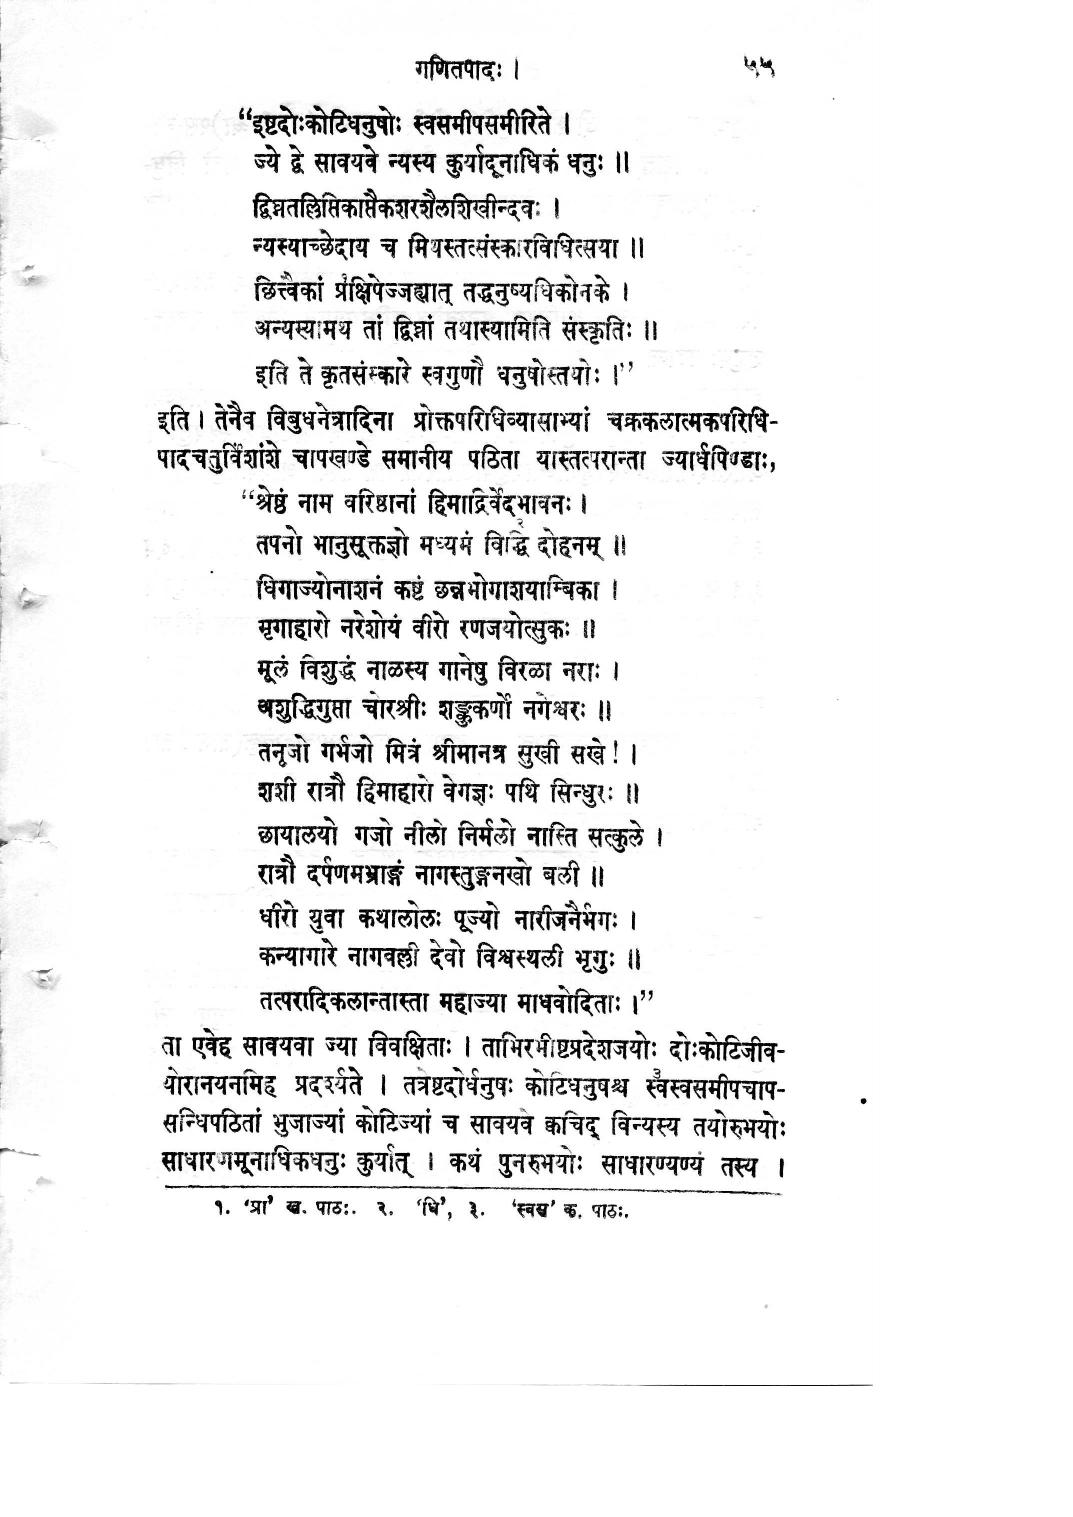 गणितपादः । ५५
“इष्टदोःकोटिधनुषोः स्वसमीपसमीरिते ।
ज्ये द्वे सावयवे न्यस्य कुर्यादूनाधिकं धनुः ॥
द्विघ्नतल्लिप्तिकाप्तैकशरशैलशिखीन्दवः ।
न्यस्याच्छेदाय च मिथस्तत्संस्कारविधित्सया ॥
छित्त्वैकां प्रंक्षिपेज्जह्यात् तद्धनुष्यधिकोनके ।
अन्यस्यामथ तां द्विघ्नां तथास्यामिति संस्कृतिः ॥
इति ते कृतसंस्कारे स्वगुणौ धनुषोस्तयोः ।”
इति । तेनैव विबुधनेत्रादिना प्रोक्तपरिधिव्यासाभ्यां चक्रकलात्मकपरिधि-
पादचतुर्विंशांशे चापखण्डे समानीय पठिता यास्तत्परान्ता ज्यार्धपिण्डाः,
“श्रेष्ठं नाम वरिष्ठानां हिमाद्रिर्वेदभावनः ।
तपनो भानुसूक्तज्ञो मध्यमं विद्धि२ दोहनम् ॥
धिगाज्योनाशनं कष्टं छन्नभोगाशयाम्बिका ।
मृगाहारो नरेशोयं वीरो रणजयोत्सुकः ॥
मूलं विशुद्धं नाळस्य गानेषु विरळा नराः ।
अशुद्धिगुप्ता चोरश्रीः शङ्कुकर्णो नगेश्वरः ॥
तनूजो गर्भजो मित्रं श्रीमानत्र सुखी सखे! ।
शशी रात्रौ हिमाहारो वेगज्ञः पथि सिन्धुरः ॥
छायालयो गजो नीलो निर्मलो नास्ति सत्कुले ।
रात्रौ दर्पणमभ्राङ्गं नागस्तुङ्गनखो बली ॥
धीरो युवा कथालोलः पूज्यो नारीजनैर्भगः ।
कन्यागारे नागवल्ली देवो विश्वस्थली भृगुः ॥
तत्परादिकलान्तास्ता महाज्या माधवोदिताः ।”
ता एवेह सावयवा ज्या विवक्षिताः । ताभिरभीष्टप्रदेशजयोः दोःकोटिजीव-
योरानयनमिह प्रदर्श्यते । तत्रेष्टदोर्धनुषः कोटिधनुषश्च स्वै३स्वसमीपचाप-
सन्धिपठितां भुजाज्यां कोटिज्यां च सावयवे क्वचिद् विन्यस्य तयोरुभयोः
साधारणमूनाधिकधनुः कुर्यात् । कथं पुनरुभयोः साधारण्यण्यं तस्य ।
१. ‘प्रा’ ख. पाठः. २. ‘धि’, ३. ‘स्वस्व’ क. पाठः.